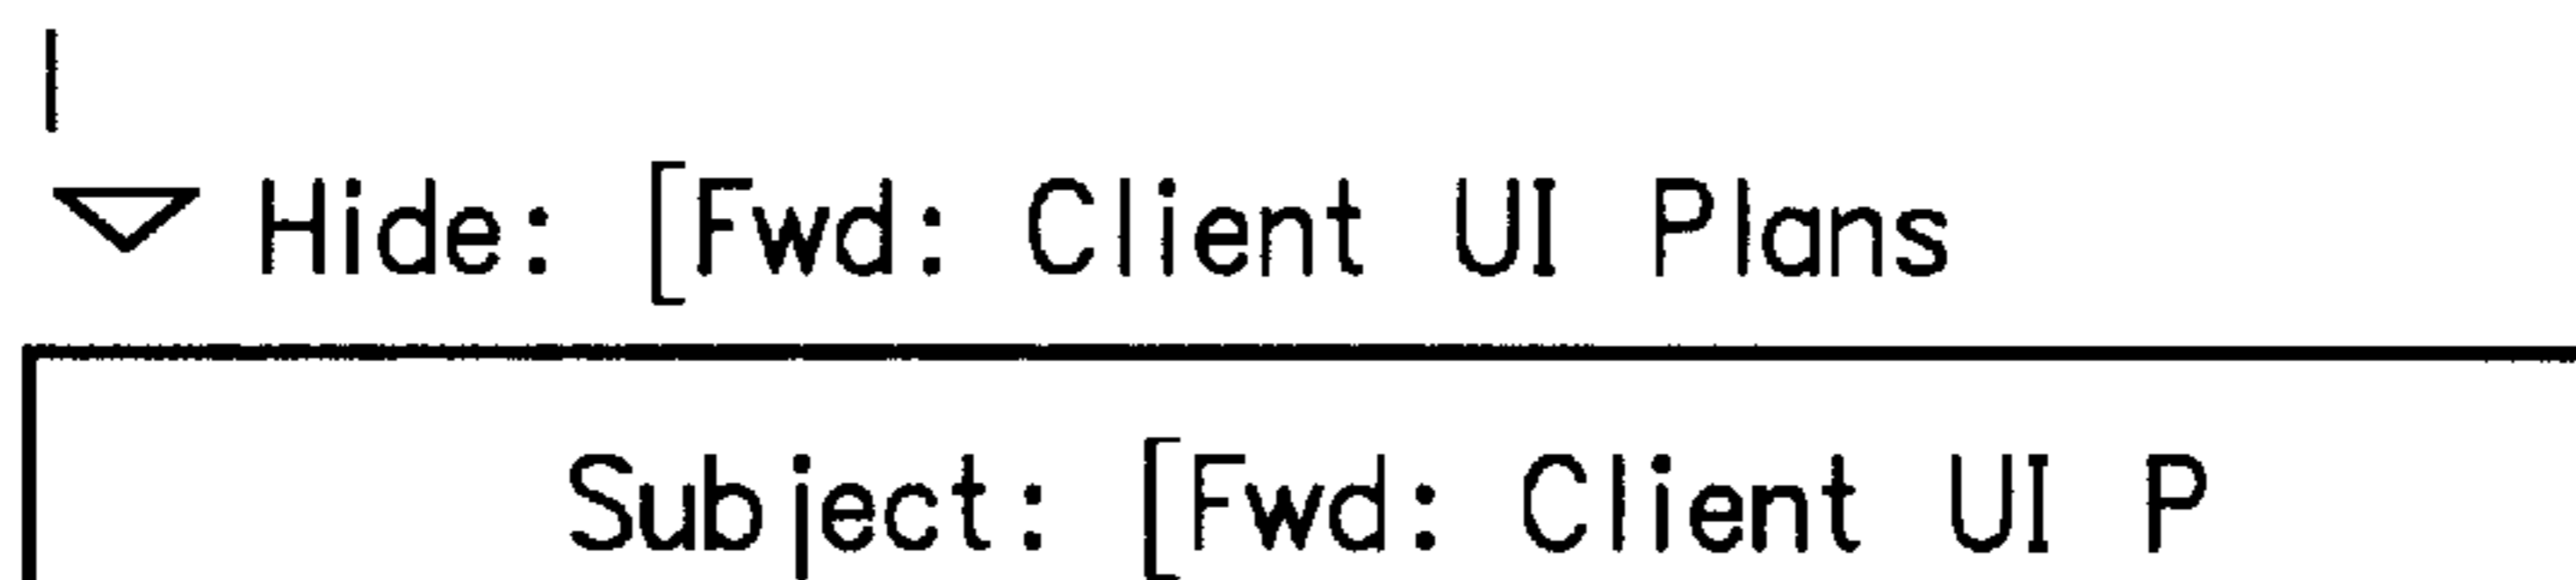 Hide: [Fwd: Client UI Plans
Subject: [Fwd: Client UI P